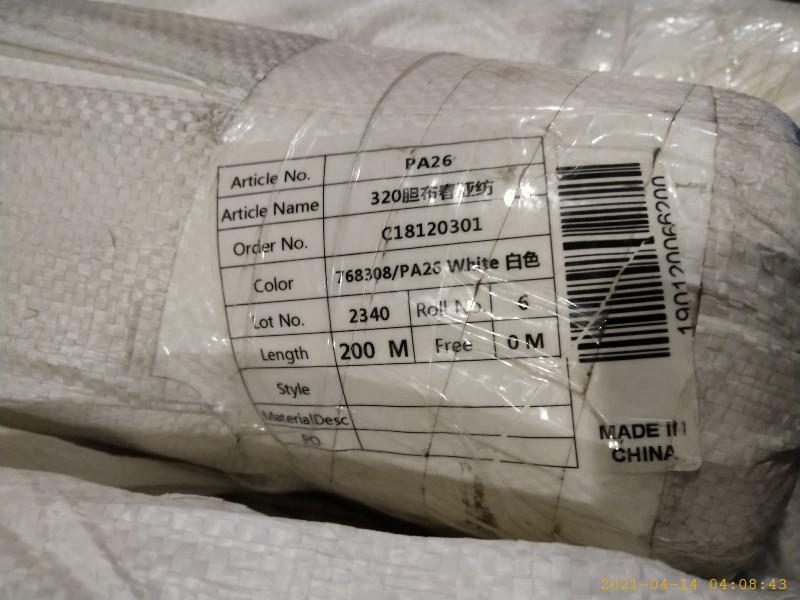 Article No. PA26
Article Name 320胆布春亚纺
Order No. C18120301
Color 768308/PA26 White 白色
Lot No. 2340 Roll No. 6
Length 200 M Free 0 M
Style
MaterialDesc
PO
190120066200
MADE IN
CHINA
2021-04-14 04:08:43